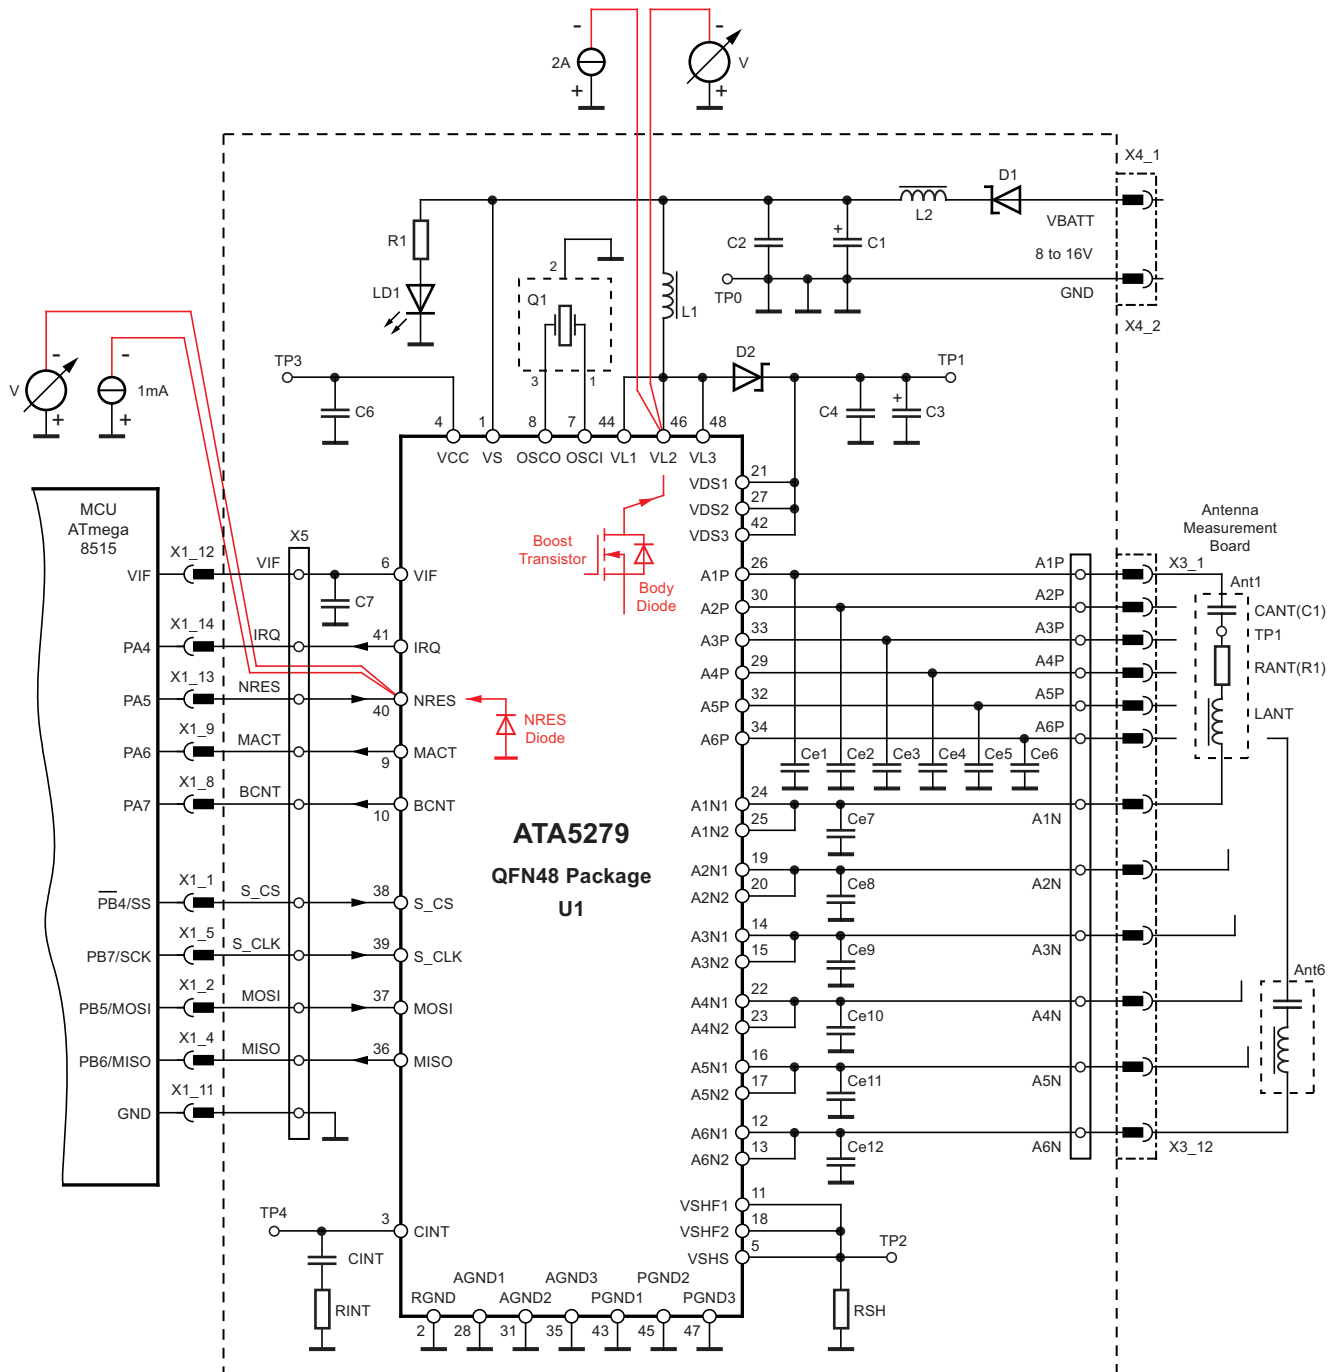 - -
2A V
+ +
X4_1
D1
L2 VBATT
R1 C2 + C1 8 to 16V
2
TP0 GND
LD1 Q1 L1 X4_2
- -
V 1mA
+ +
TP3 D2 TP1
3 1
C6 C4 + C3
4 1 8 7 44 46 48
VCC VS OSCO OSCI VL1 VL2 VL3
21
VDS1
27
VDS2
42
VDS3
MCU
ATmega
8515
X5
Boost
Transistor
Body
Diode
Antenna
Measurement
Board
X1_12 VIF 6
VIF VIF
C7
X1_14 IRQ 41
PA4 IRQ
X1_13 NRES
PA5 NRES
40
NRES
Diode
X1_9 MACT
PA6 MACT
9
X1_8 BCNT
PA7 BCNT
10
26 A1P X3_1
A1P Ant1
30 A2P
A2P CANT(C1)
33 A3P TP1
A3P
29 A4P RANT(R1)
A4P
32 A5P
A5P LANT
34 A6P
A6P
Ce1 Ce2 Ce3 Ce4 Ce5 Ce6
24
A1N1 A1N
25 Ce7
A1N2
ATA5279
QFN48 Package
U1
19
A2N1
20 Ce8 A2N
A2N2
X1_1 S_CS 38
PB4/SS S_CS
14
A3N1
15 Ce9 A3N
A3N2
X1_5 S_CLK 39
PB7/SCK S_CLK
X1_2 MOSI 37
PB5/MOSI MOSI
22
A4N1
23 Ce10 A4N
A4N2
Ant6
X1_4 MISO 36
PB6/MISO MISO
16
A5N1
17 Ce11 A5N
A5N2
X1_11
GND
12
A6N1
13 Ce12 A6N X3_12
A6N2
11
VSHF1
18
VSHF2
5 TP2
VSHS
TP4 3
CINT
CINT
RINT
AGND1 AGND3 PGND2
RGND AGND2 PGND1 PGND3
2 28 31 35 43 45 47
RSH